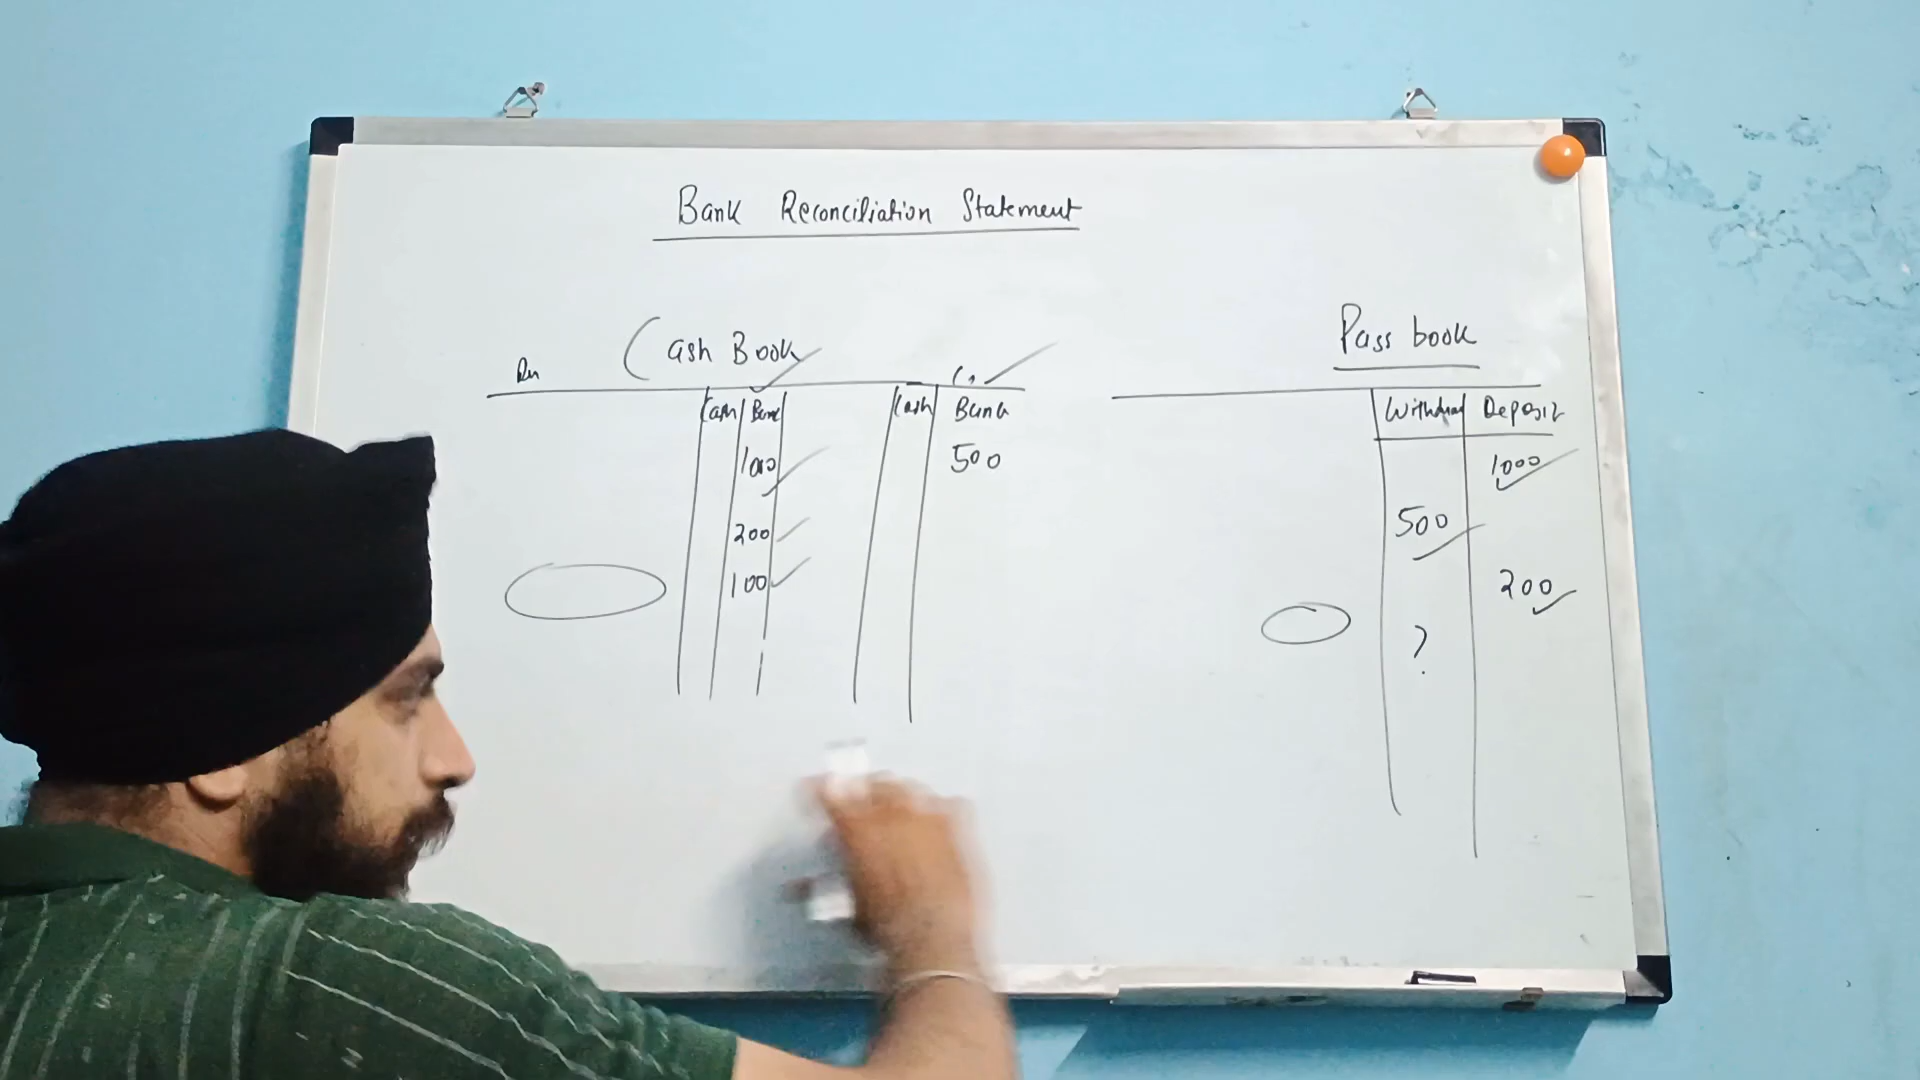 Bank Reconciliation Statement
Cash Book
Dr
Cr
Cash Bank
Cash Bank
1000
500
200
100
Pass book
Withdraw Deposit
1000
500
200
?